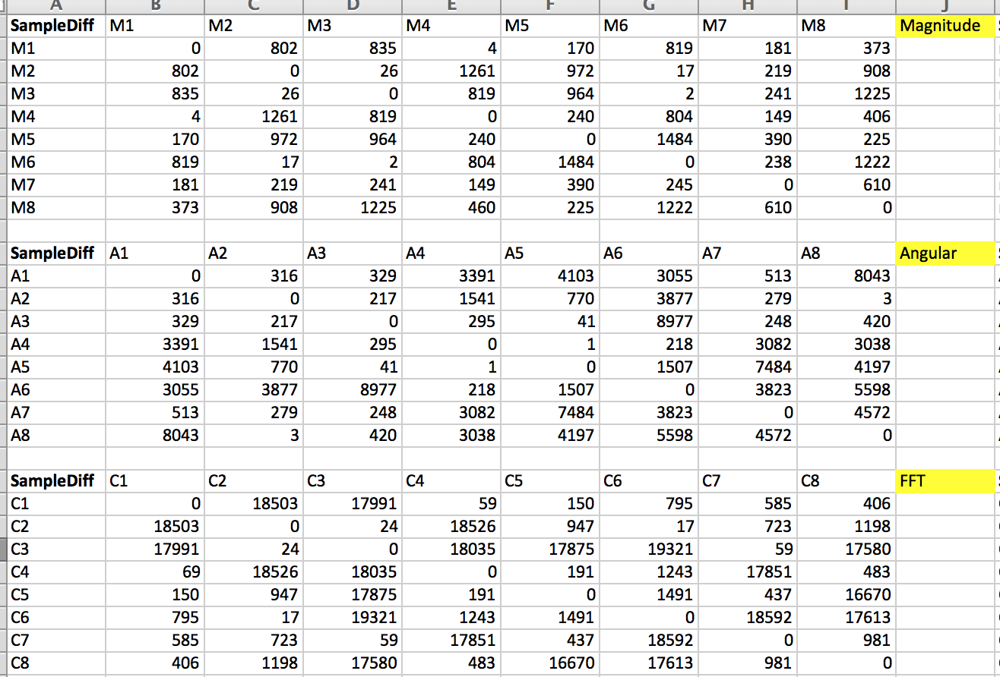 A B C D E F G H I J
SampleDiff M1 M2 M3 M4 M5 M6 M7 M8 Magnitude
M1 0 802 835 4 170 819 181 373
M2 802 0 26 1261 972 17 219 908
M3 835 26 0 819 964 2 241 1225
M4 4 1261 819 0 240 804 149 406
M5 170 972 964 240 0 1484 390 225
M6 819 17 2 804 1484 0 238 1222
M7 181 219 241 149 390 245 0 610
M8 373 908 1225 460 225 1222 610 0
SampleDiff A1 A2 A3 A4 A5 A6 A7 A8 Angular
A1 0 316 329 3391 4103 3055 513 8043
A2 316 0 217 1541 770 3877 279 3
A3 329 217 0 295 41 8977 248 420
A4 3391 1541 295 0 1 218 3082 3038
A5 4103 770 41 1 0 1507 7484 4197
A6 3055 3877 8977 218 1507 0 3823 5598
A7 513 279 248 3082 7484 3823 0 4572
A8 8043 3 420 3038 4197 5598 4572 0
SampleDiff C1 C2 C3 C4 C5 C6 C7 C8 FFT
C1 0 18503 17991 59 150 795 585 406
C2 18503 0 24 18526 947 17 723 1198
C3 17991 24 0 18035 17875 19321 59 17580
C4 69 18526 18035 0 191 1243 17851 483
C5 150 947 17875 191 0 1491 437 16670
C6 795 17 19321 1243 1491 0 18592 17613
C7 585 723 59 17851 437 18592 0 981
C8 406 1198 17580 483 16670 17613 981 0